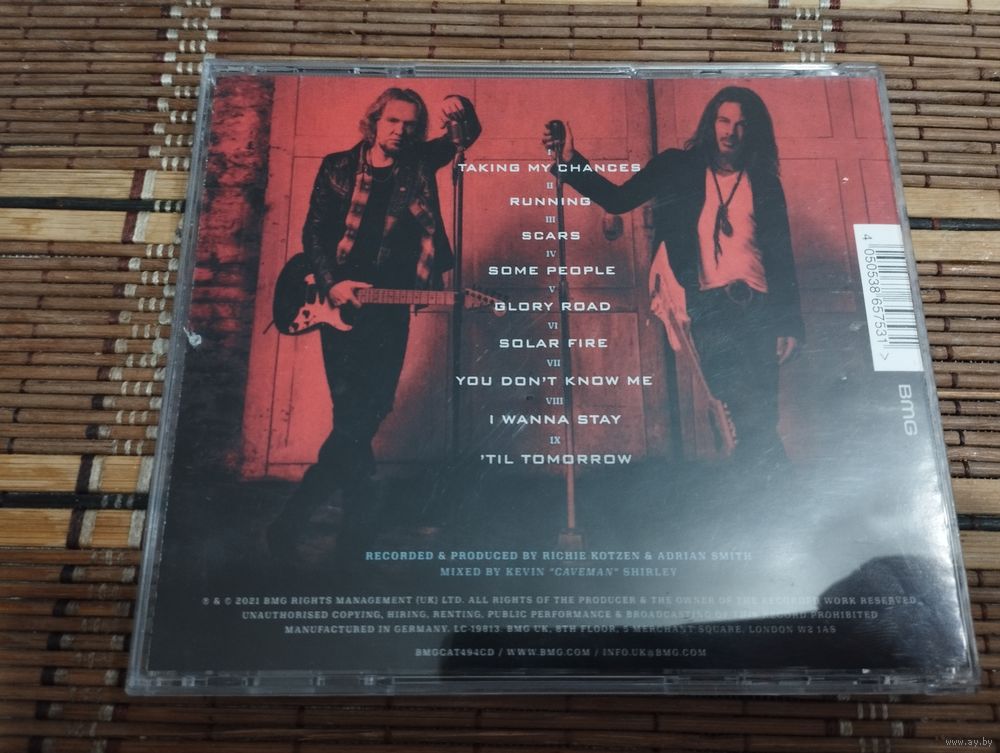 I
TAKING MY CHANCES
II
RUNNING
III
SCARS
IV
SOME PEOPLE
V
GLORY ROAD
VI
SOLAR FIRE
VII
YOU DON'T KNOW ME
VIII
I WANNA STAY
IX
'TIL TOMORROW
4 050538 657531 >
BMG
RECORDED & PRODUCED BY RICHIE KOTZEN & ADRIAN SMITH
MIXED BY KEVIN "CAVEMAN" SHIRLEY
℗ & © 2021 BMG RIGHTS MANAGEMENT (UK) LTD. ALL RIGHTS OF THE PRODUCER & THE OWNER OF THE RECORDED WORK RESERVED
UNAUTHORISED COPYING, HIRING, RENTING, PUBLIC PERFORMANCE & BROADCASTING OF THIS RECORD PROHIBITED
MANUFACTURED IN GERMANY. LC-19813. BMG UK, 8TH FLOOR, 5 MERCHANT SQUARE, LONDON W2 1AS
BMGCAT494CD / WWW.BMG.COM / INFO.UK@BMG.COM
www.ay.by